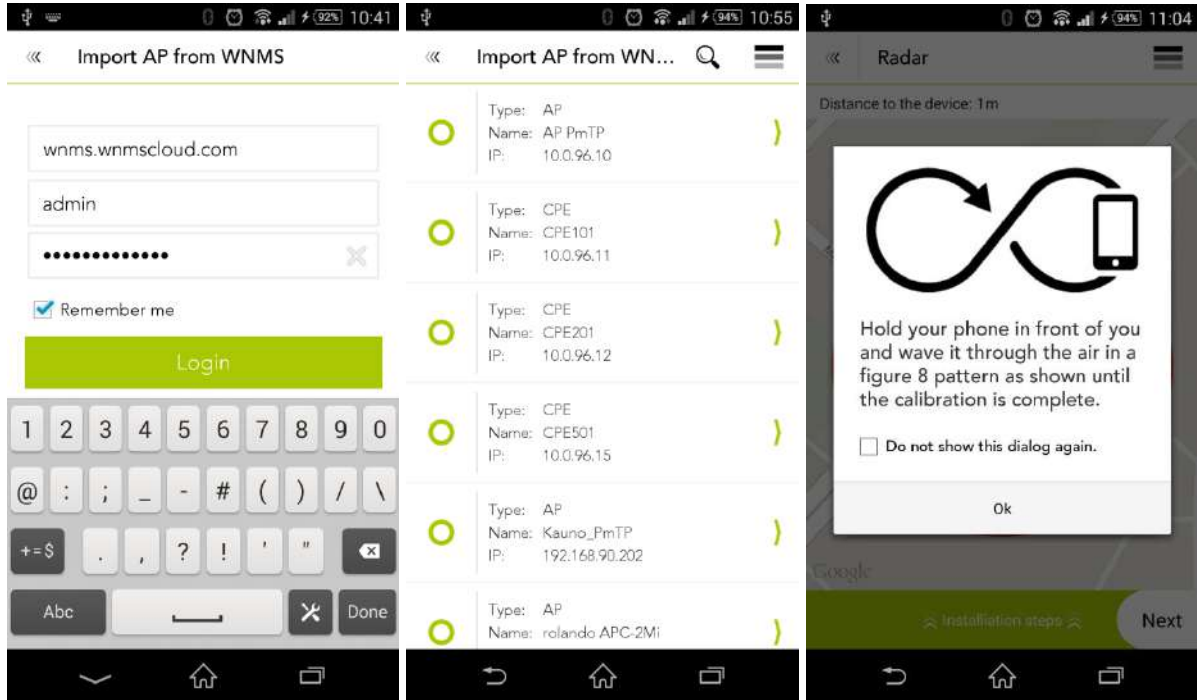 92% 10:41
Import AP from WNMS
wnms.wnmscloud.com
admin
•••••••••••••
Remember me
Login
1 2 3 4 5 6 7 8 9 0
@ : ; _ - # ( ) / \
+=$ . , ? ! ' "
Abc Done
94% 10:55
Import AP from WN...
Type: AP
Name: AP PmTP
IP: 10.0.96.10
Type: CPE
Name: CPE101
IP: 10.0.96.11
Type: CPE
Name: CPE201
IP: 10.0.96.12
Type: CPE
Name: CPE501
IP: 10.0.96.15
Type: AP
Name: Kauno_PmTP
IP: 192.168.90.202
Type: AP
Name: rolando APC-2Mi
94% 11:04
Radar
Distance to the device: 1m
Hold your phone in front of you
and wave it through the air in a
figure 8 pattern as shown until
the calibration is complete.
Do not show this dialog again.
Ok
Google
Installiation steps
Next